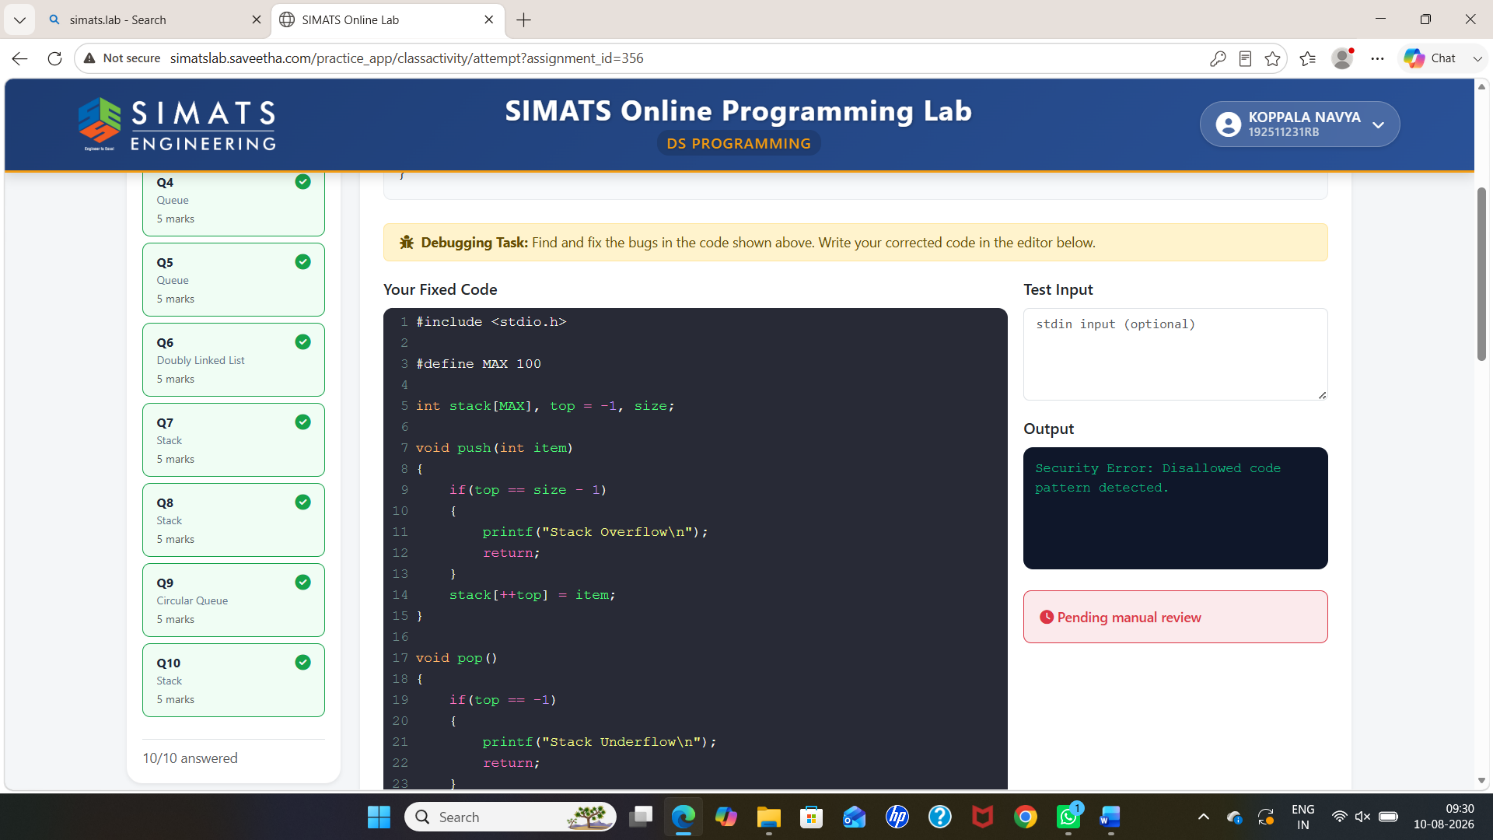 simats.lab - Search
SIMATS Online Lab
Not secure simatslab.saveetha.com/practice_app/classactivity/attempt?assignment_id=356
Chat
SIMATS
ENGINEERING
Engineer to Excel
SIMATS Online Programming Lab
DS PROGRAMMING
KOPPALA NAVYA
192511231RB
Q4
Queue
5 marks
Q5
Queue
5 marks
Q6
Doubly Linked List
5 marks
Q7
Stack
5 marks
Q8
Stack
5 marks
Q9
Circular Queue
5 marks
Q10
Stack
5 marks
10/10 answered
}
Debugging Task: Find and fix the bugs in the code shown above. Write your corrected code in the editor below.
Your Fixed Code
1 #include <stdio.h>
2
3 #define MAX 100
4
5 int stack[MAX], top = -1, size;
6
7 void push(int item)
8 {
9 if(top == size - 1)
10 {
11 printf("Stack Overflow\n");
12 return;
13 }
14 stack[++top] = item;
15 }
16
17 void pop()
18 {
19 if(top == -1)
20 {
21 printf("Stack Underflow\n");
22 return;
23 }
Test Input
stdin input (optional)
Output
Security Error: Disallowed code
pattern detected.
Pending manual review
Search
1
ENG
IN
09:30
10-08-2026